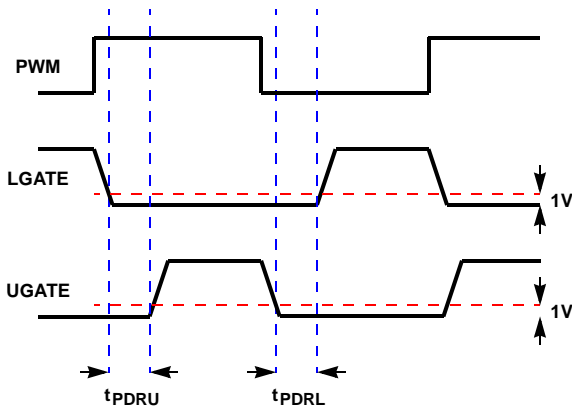 PWM
LGATE
1V
UGATE
1V
tPDRU
tPDRL